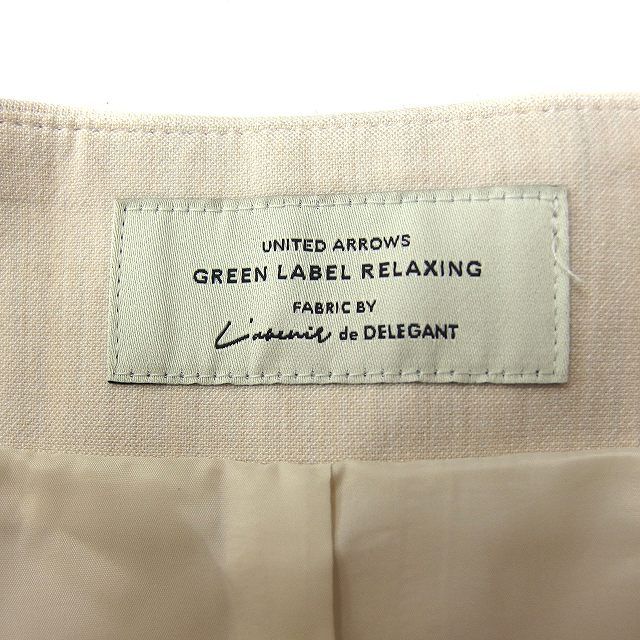 UNITED ARROWS
GREEN LABEL RELAXING
FABRIC BY
L'avenir de DELEGANT